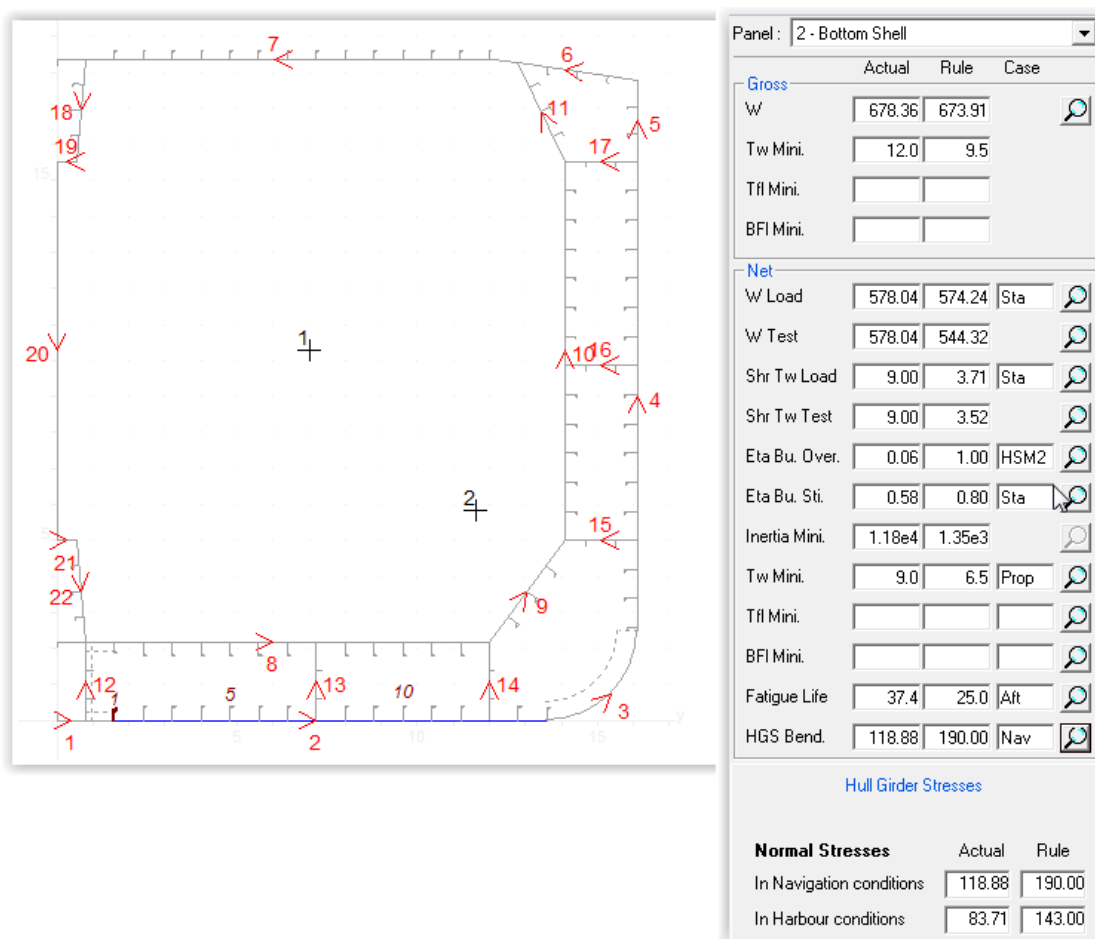 7
6
18
11
5
19
17
15
1
20
10
16
4
2
5
15
21
22
9
8
12
1
5
13
10
14
3
1
5
2
10
15
y
Panel : 2 - Bottom Shell
Actual Rule Case
Gross
W 678.36 673.91
Tw Mini. 12.0 9.5
Tfl Mini.
BFl Mini.
Net
W Load 578.04 574.24 Sta
W Test 578.04 544.32
Shr Tw Load 9.00 3.71 Sta
Shr Tw Test 9.00 3.52
Eta Bu. Over. 0.06 1.00 HSM2
Eta Bu. Sti. 0.58 0.80 Sta
Inertia Mini. 1.18e4 1.35e3
Tw Mini. 9.0 6.5 Prop
Tfl Mini.
BFl Mini.
Fatigue Life 37.4 25.0 Aft
HGS Bend. 118.88 190.00 Nav
Hull Girder Stresses
Normal Stresses Actual Rule
In Navigation conditions 118.88 190.00
In Harbour conditions 83.71 143.00